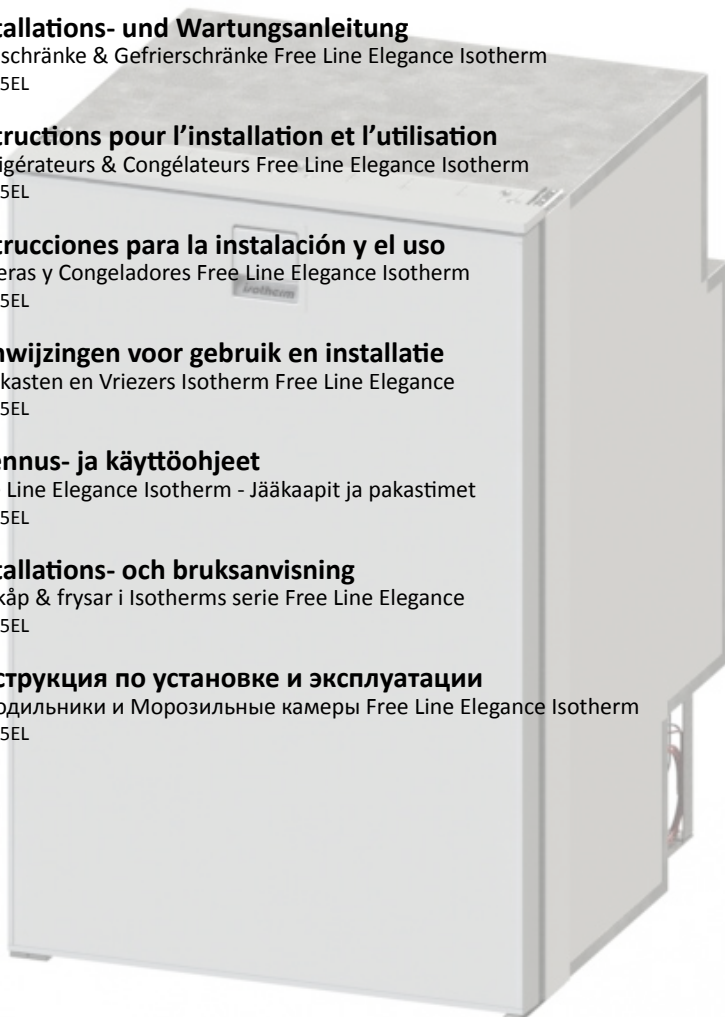 tallations- und Wartungsanleitung
schränke & Gefrierschränke Free Line Elegance Isotherm
5EL
tructions pour l’installation et l’utilisation
igérateurs & Congélateurs Free Line Elegance Isotherm
5EL
trucciones para la instalación y el uso
eras y Congeladores Free Line Elegance Isotherm
5EL
isotherm
nwijzingen voor gebruik en installatie
kasten en Vriezers Isotherm Free Line Elegance
5EL
ennus- ja käyttöohjeet
Line Elegance Isotherm - Jääkaapit ja pakastimet
5EL
tallations- och bruksanvisning
kåp & frysar i Isotherms serie Free Line Elegance
5EL
струкция по установке и эксплуатации
одильники и Морозильные камеры Free Line Elegance Isotherm
5EL